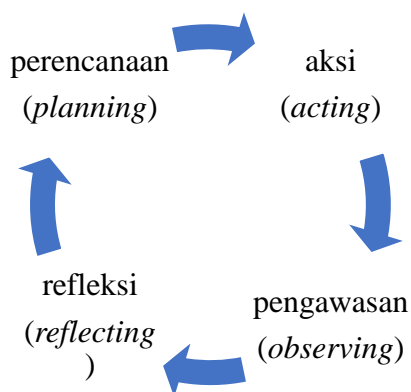 perencanaan
(planning)
aksi
(acting)
pengawasan
(observing)
refleksi
(reflecting
)